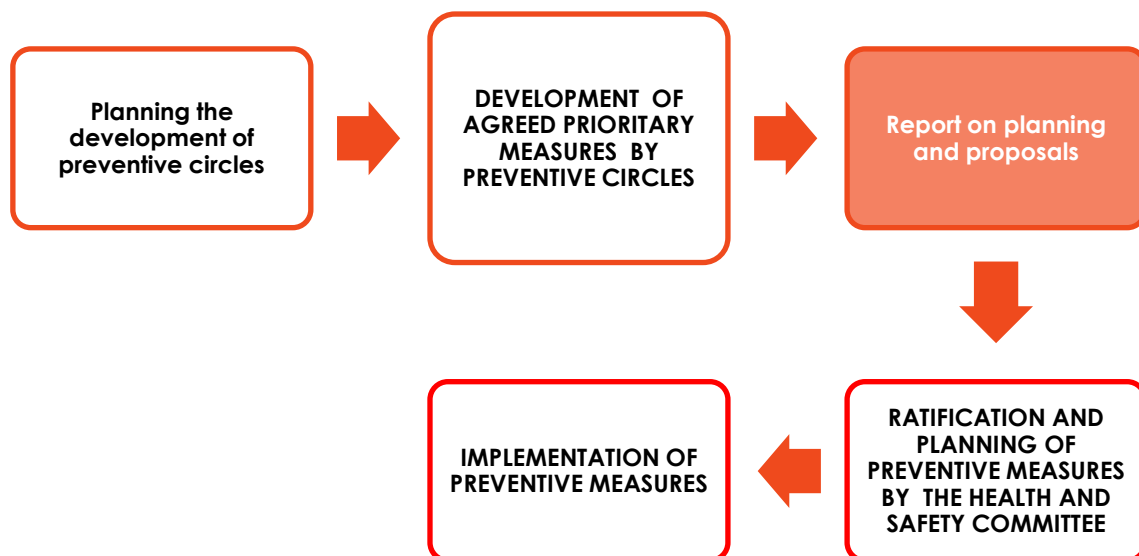 Planning the
development of
preventive circles
DEVELOPMENT OF
AGREED PRIORITARY
MEASURES BY
PREVENTIVE CIRCLES
Report on planning
and proposals
RATIFICATION AND
PLANNING OF
PREVENTIVE MEASURES
BY THE HEALTH AND
SAFETY COMMITTEE
IMPLEMENTATION OF
PREVENTIVE MEASURES